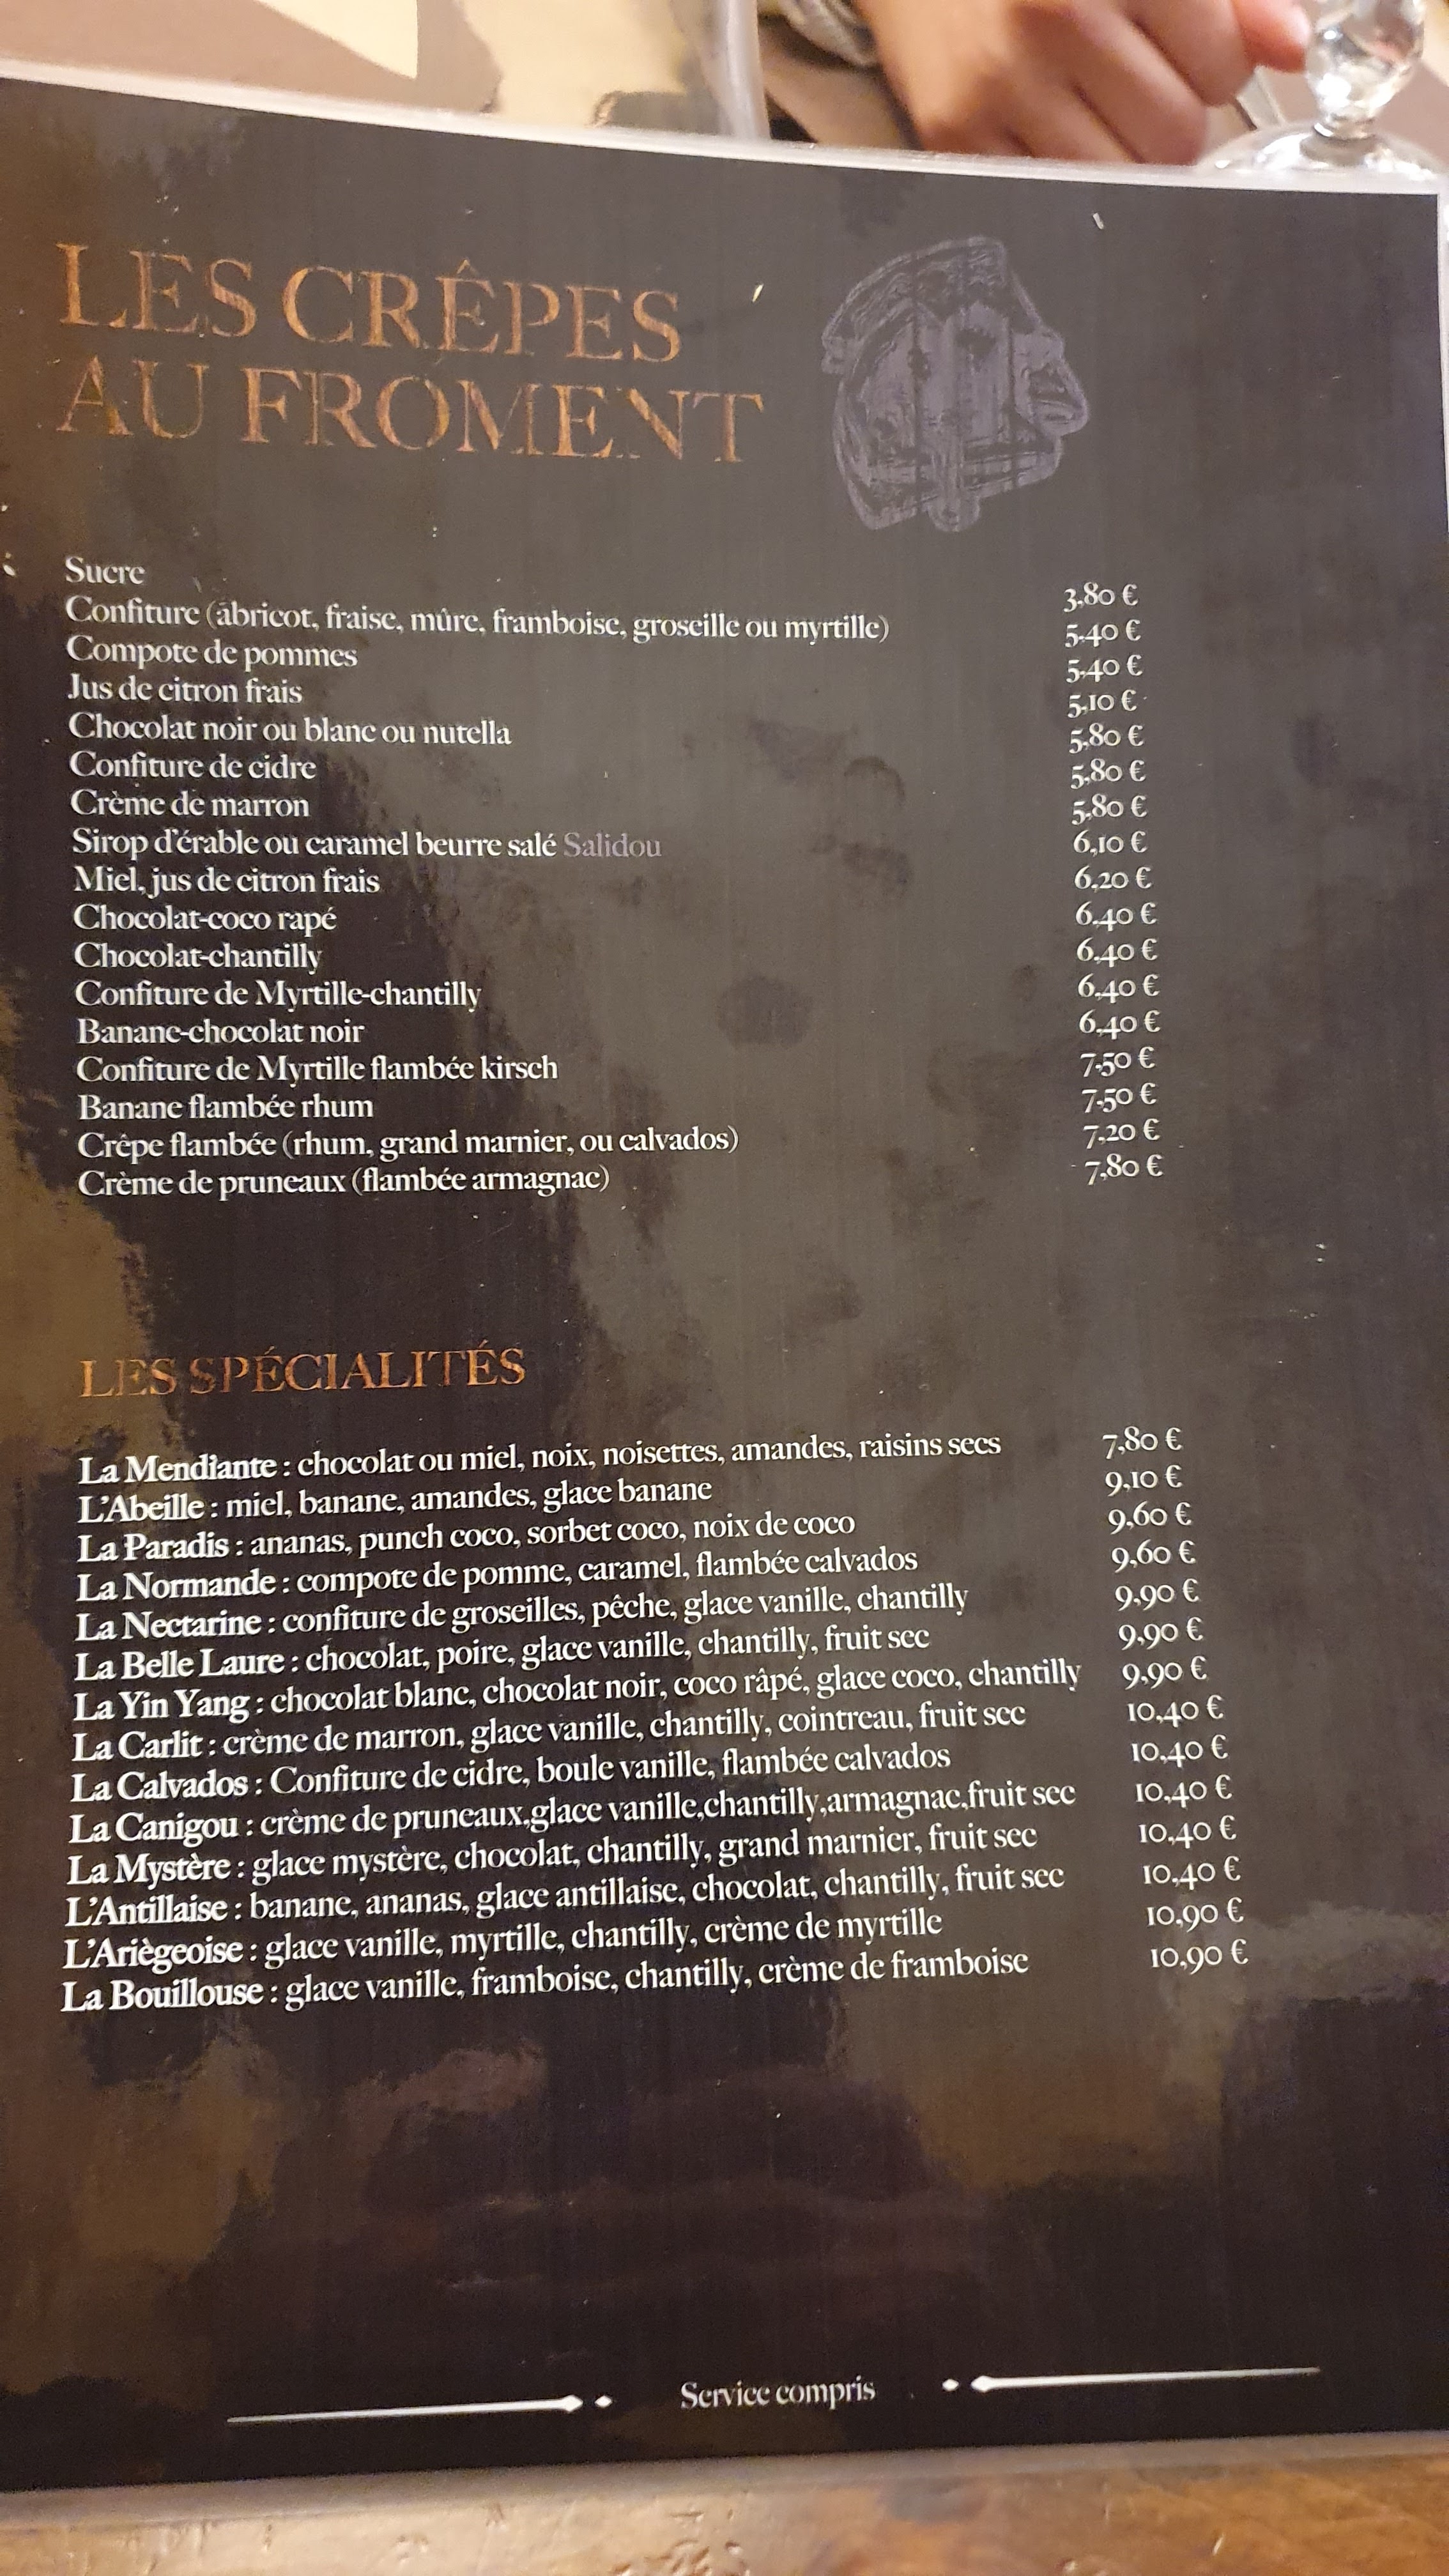 LES CRÊPES
AU FROMENT
Sucre 3,80 €
Confiture (abricot, fraise, mûre, framboise, groseille ou myrtille) 5,40 €
Compote de pommes 5,40 €
Jus de citron frais 5,10 €
Chocolat noir ou blanc ou nutella 5,80 €
Confiture de cidre 5,80 €
Crème de marron 5,80 €
Sirop d'érable ou caramel beurre salé Salidou 6,10 €
Miel, jus de citron frais 6,20 €
Chocolat-coco rapé 6,40 €
Chocolat-chantilly 6,40 €
Confiture de Myrtille-chantilly 6,40 €
Banane-chocolat noir 6,40 €
Confiture de Myrtille flambée kirsch 7,50 €
Banane flambée rhum 7,50 €
Crêpe flambée (rhum, grand marnier, ou calvados) 7,20 €
Crème de pruneaux (flambée armagnac) 7,80 €
LES SPÉCIALITÉS
La Mendiante : chocolat ou miel, noix, noisettes, amandes, raisins secs 7,80 €
L'Abeille : miel, banane, amandes, glace banane 9,10 €
La Paradis : ananas, punch coco, sorbet coco, noix de coco 9,60 €
La Normande : compote de pomme, caramel, flambée calvados 9,60 €
La Nectarine : confiture de groseilles, pêche, glace vanille, chantilly 9,90 €
La Belle Laure : chocolat, poire, glace vanille, chantilly, fruit sec 9,90 €
La Yin Yang : chocolat blanc, chocolat noir, coco râpé, glace coco, chantilly 9,90 €
La Carlit : crème de marron, glace vanille, chantilly, cointreau, fruit sec 10,40 €
La Calvados : Confiture de cidre, boule vanille, flambée calvados 10,40 €
La Canigou : crème de pruneaux,glace vanille,chantilly,armagnac,fruit sec 10,40 €
La Mystère : glace mystère, chocolat, chantilly, grand marnier, fruit sec 10,40 €
L'Antillaise : banane, ananas, glace antillaise, chocolat, chantilly, fruit sec 10,40 €
L'Ariègeoise : glace vanille, myrtille, chantilly, crème de myrtille 10,90 €
La Bouillouse : glace vanille, framboise, chantilly, crème de framboise 10,90 €
Service compris